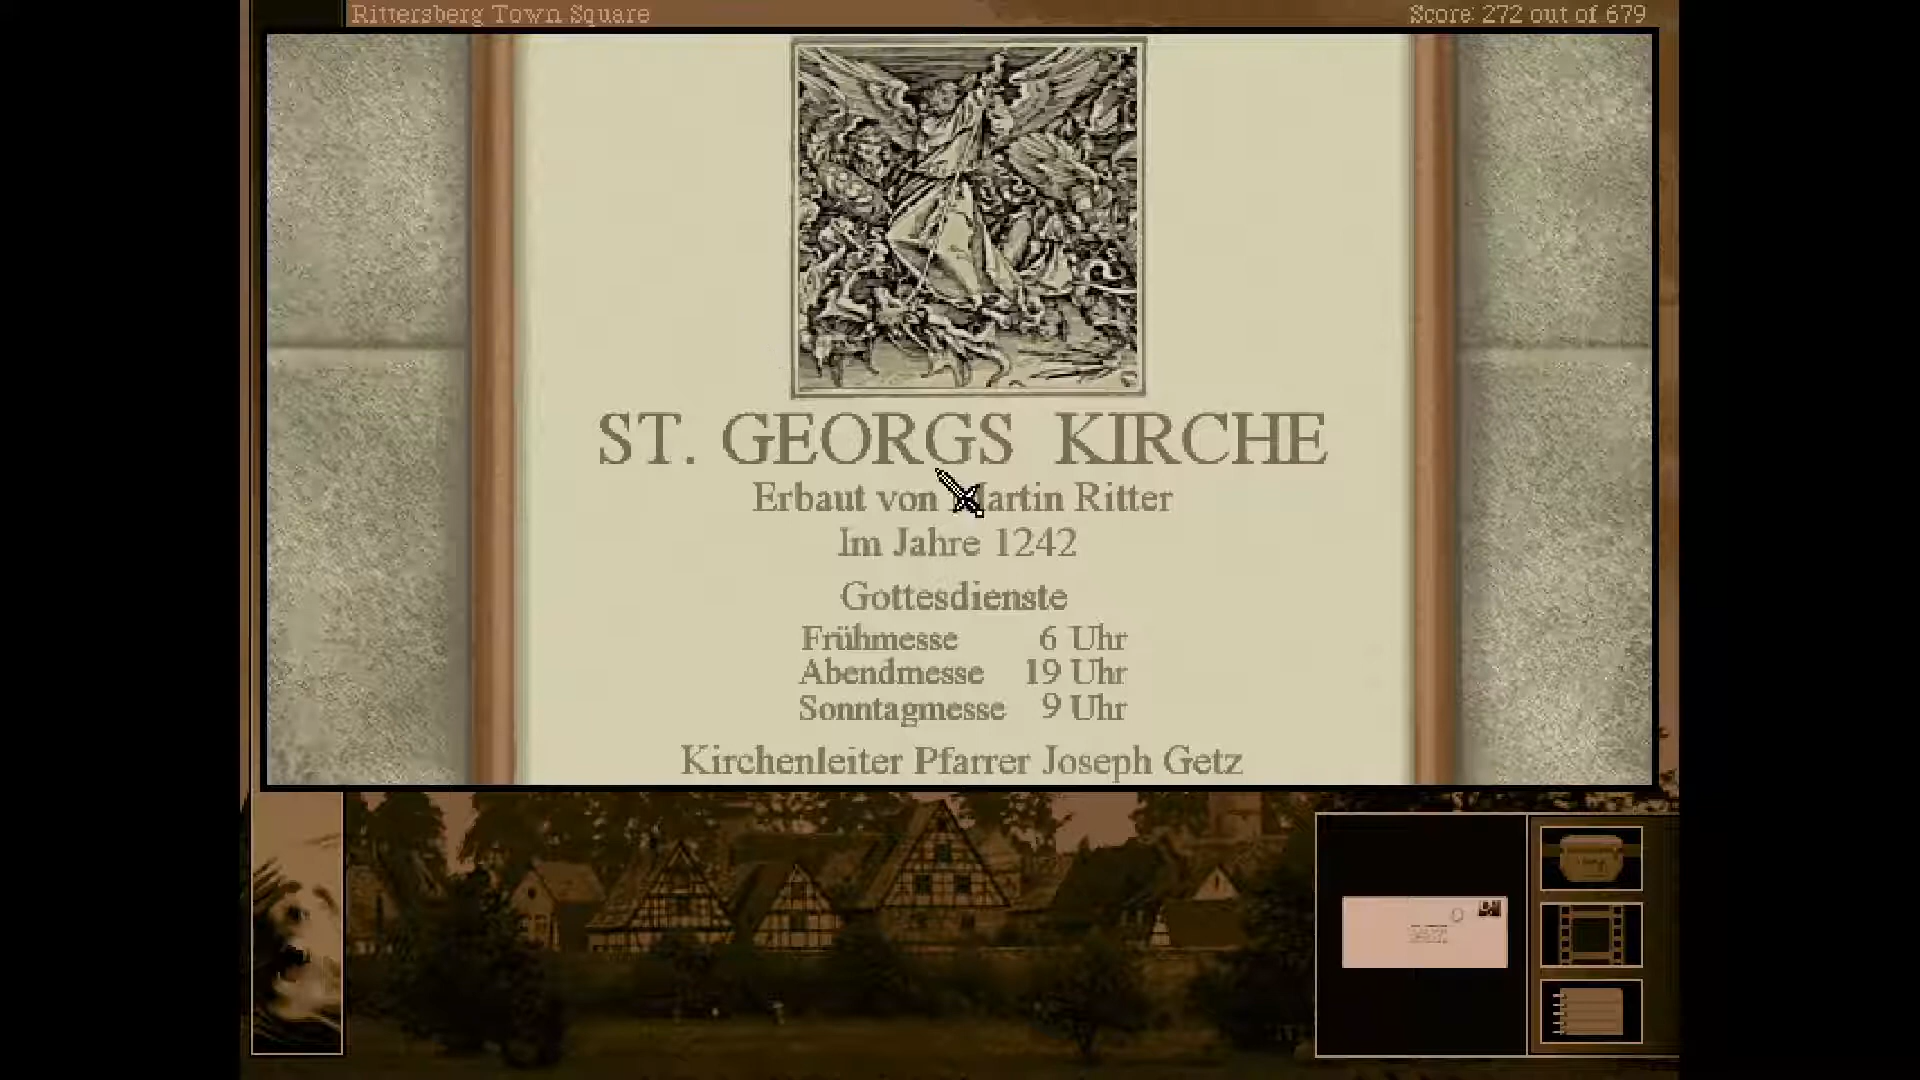 Rittersberg Town Square
Score: 272 out of 679
ST. GEORGS KIRCHE
Erbaut von Martin Ritter
Im Jahre 1242
Gottesdienste
Frühmesse 6 Uhr
Abendmesse 19 Uhr
Sonntagmesse 9 Uhr
Kirchenleiter Pfarrer Joseph Getz